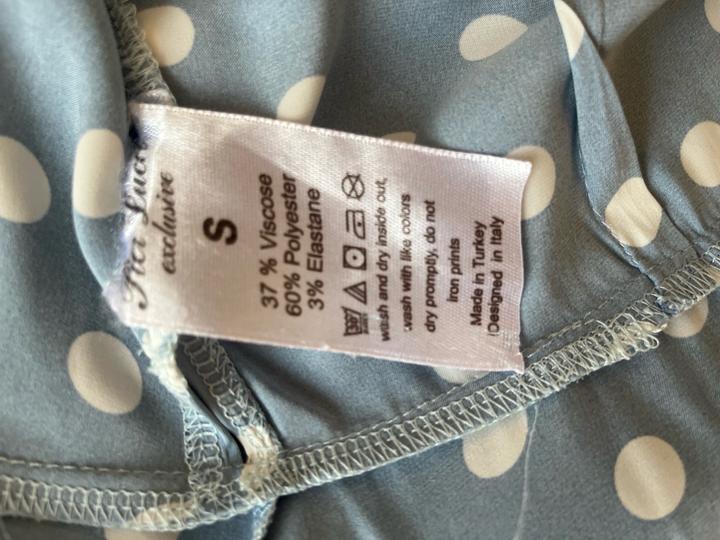 exclusive
S
37 % Viscose
60% Polyester
3% Elastane
30°
wash and dry inside out,
wash with like colors
dry promptly, do not
Iron prints
Made in Turkey
Designed in Italy